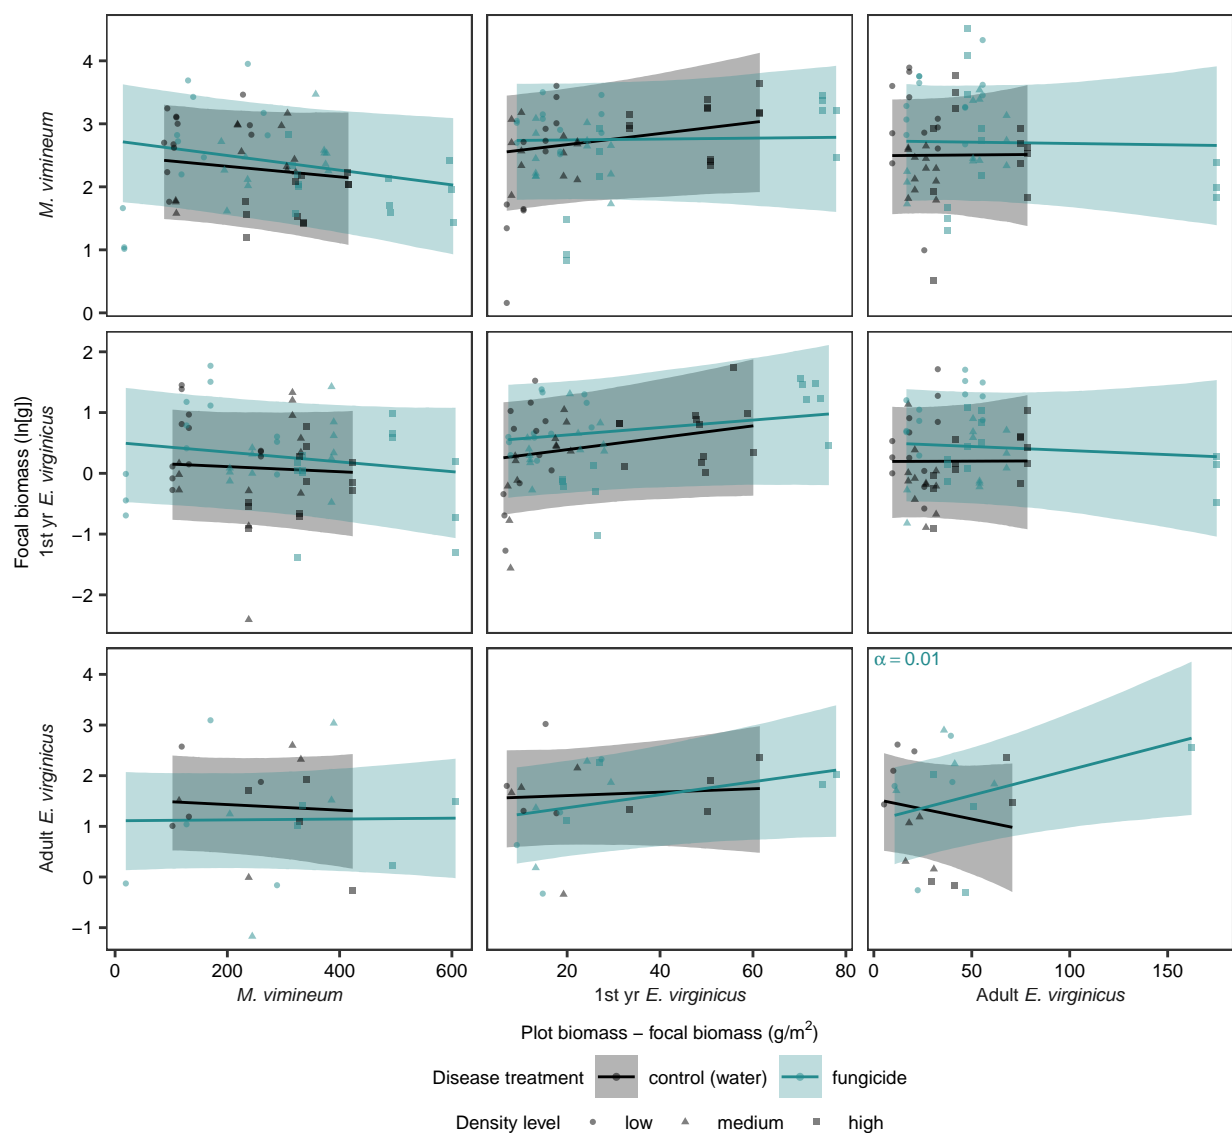 4
3
2
1
0
M. vimineum
2
1
0
−1
−2
Focal biomass (ln[g])
1st yr E. virginicus
α = 0.01
4
3
2
1
0
−1
Adult E. virginicus
0 200 400 600
20 40 60 80
0 50 100 150
M. vimineum
1st yr E. virginicus
Adult E. virginicus
Plot biomass − focal biomass (g/m²)
Disease treatment control (water) fungicide
Density level low medium high